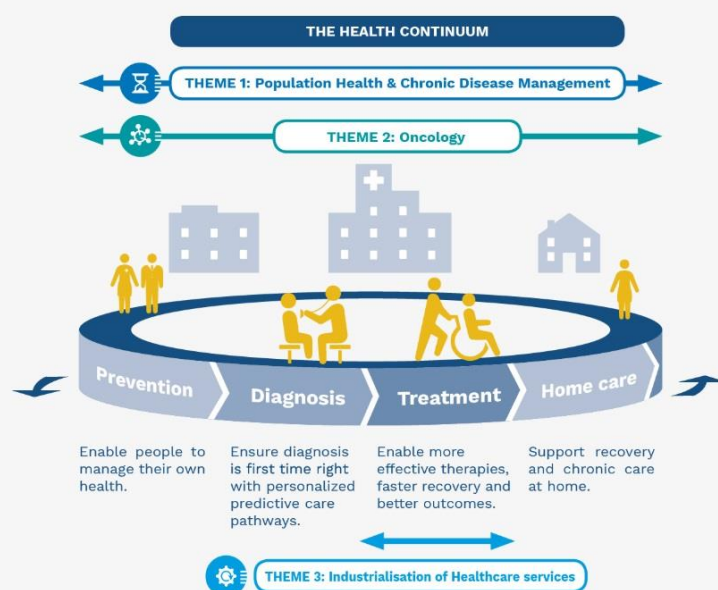 THE HEALTH CONTINUUM
THEME 1: Population Health & Chronic Disease Management
THEME 2: Oncology
Prevention
Diagnosis
Treatment
Home care
Enable people to
manage their own
health.
Ensure diagnosis
is first time right
with personalized
predictive care
pathways.
Enable more
effective therapies,
faster recovery and
better outcomes.
Support recovery
and chronic care
at home.
THEME 3: Industrialisation of Healthcare services